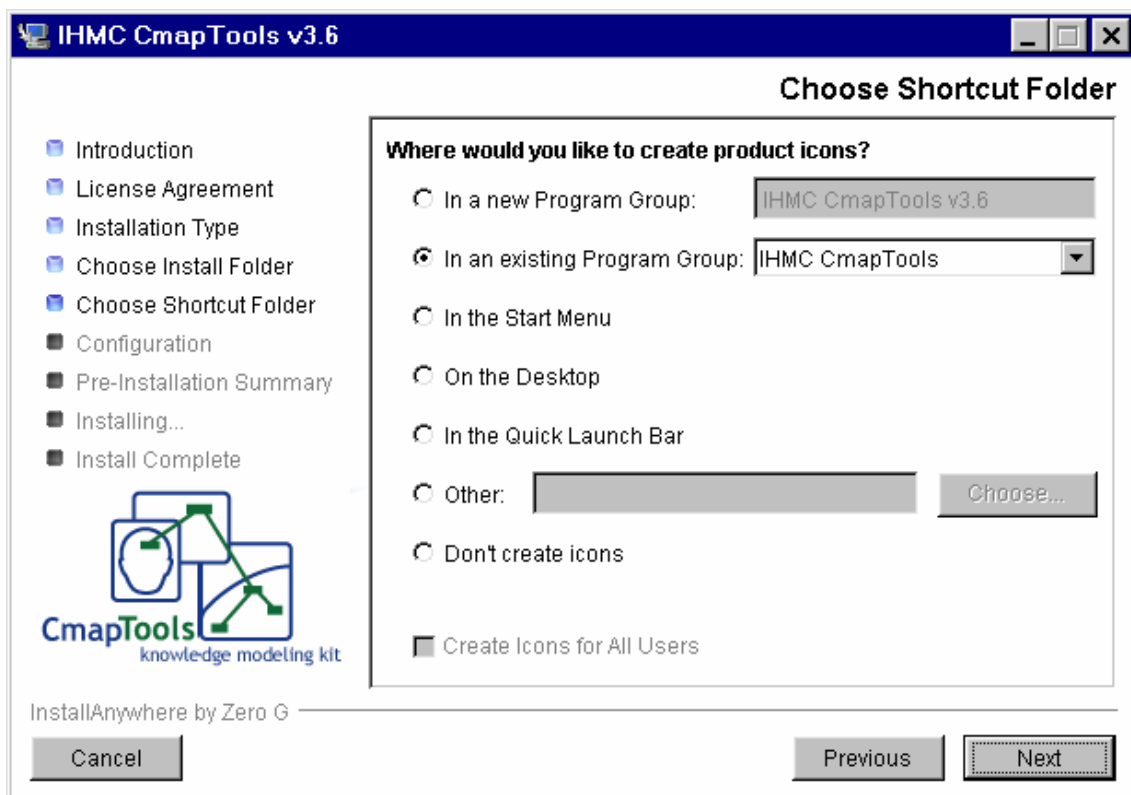 IHMC CmapTools v3.6
Choose Shortcut Folder
Introduction
License Agreement
Installation Type
Choose Install Folder
Choose Shortcut Folder
Configuration
Pre-Installation Summary
Installing...
Install Complete
CmapTools
knowledge modeling kit
Where would you like to create product icons?
In a new Program Group: IHMC CmapTools v3.6
In an existing Program Group: IHMC CmapTools
In the Start Menu
On the Desktop
In the Quick Launch Bar
Other: Choose...
Don't create icons
Create Icons for All Users
InstallAnywhere by Zero G
Cancel Previous Next